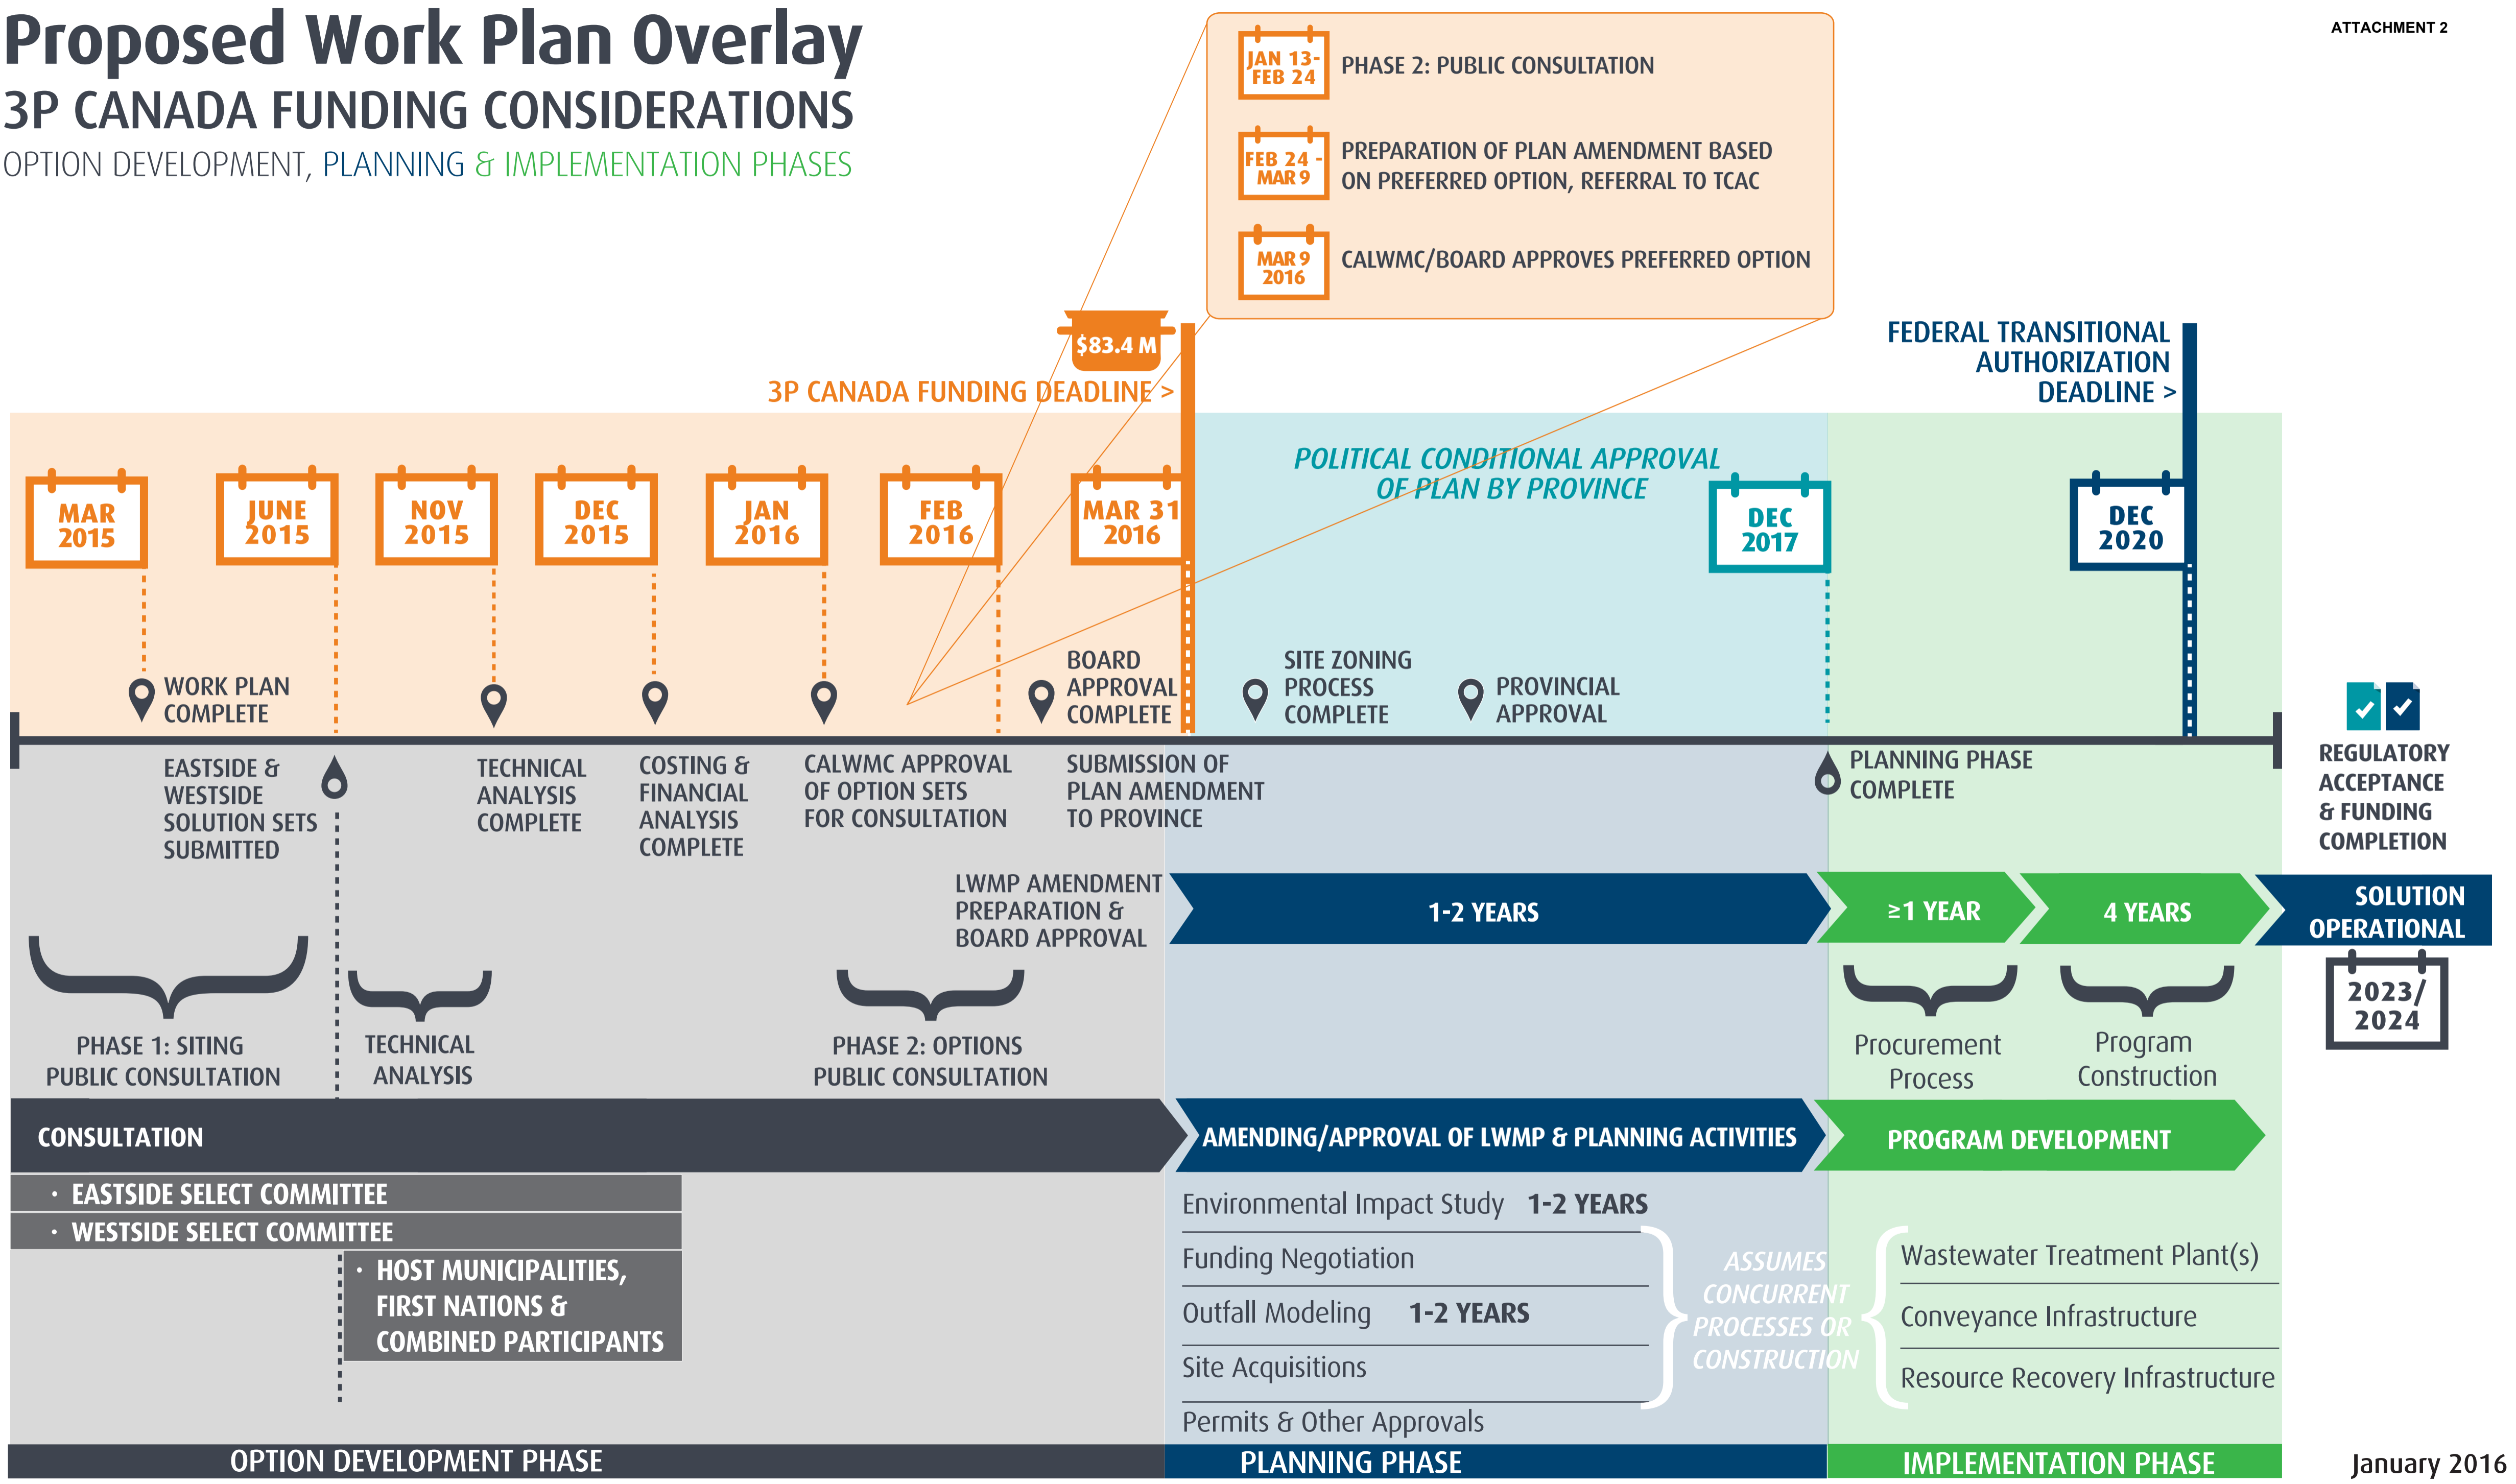 Proposed Work Plan Overlay
3P CANADA FUNDING CONSIDERATIONS
OPTION DEVELOPMENT, PLANNING & IMPLEMENTATION PHASES
ATTACHMENT 2
JAN 13-
FEB 24
PHASE 2: PUBLIC CONSULTATION
FEB 24 -
MAR 9
PREPARATION OF PLAN AMENDMENT BASED
ON PREFERRED OPTION, REFERRAL TO TCAC
MAR 9
2016
CALWMC/BOARD APPROVES PREFERRED OPTION
$83.4 M
3P CANADA FUNDING DEADLINE >
FEDERAL TRANSITIONAL
AUTHORIZATION
DEADLINE >
POLITICAL CONDITIONAL APPROVAL
OF PLAN BY PROVINCE
MAR
2015
JUNE
2015
NOV
2015
DEC
2015
JAN
2016
FEB
2016
MAR 31
2016
DEC
2017
DEC
2020
WORK PLAN
COMPLETE
BOARD
APPROVAL
COMPLETE
SITE ZONING
PROCESS
COMPLETE
PROVINCIAL
APPROVAL
EASTSIDE &
WESTSIDE
SOLUTION SETS
SUBMITTED
TECHNICAL
ANALYSIS
COMPLETE
COSTING &
FINANCIAL
ANALYSIS
COMPLETE
CALWMC APPROVAL
OF OPTION SETS
FOR CONSULTATION
SUBMISSION OF
PLAN AMENDMENT
TO PROVINCE
PLANNING PHASE
COMPLETE
REGULATORY
ACCEPTANCE
& FUNDING
COMPLETION
LWMP AMENDMENT
PREPARATION &
BOARD APPROVAL
1-2 YEARS
≥1 YEAR
4 YEARS
SOLUTION
OPERATIONAL
2023/
2024
PHASE 1: SITING
PUBLIC CONSULTATION
TECHNICAL
ANALYSIS
PHASE 2: OPTIONS
PUBLIC CONSULTATION
Procurement
Process
Program
Construction
CONSULTATION
AMENDING/APPROVAL OF LWMP & PLANNING ACTIVITIES
PROGRAM DEVELOPMENT
· EASTSIDE SELECT COMMITTEE
· WESTSIDE SELECT COMMITTEE
· HOST MUNICIPALITIES,
FIRST NATIONS &
COMBINED PARTICIPANTS
Environmental Impact Study 1-2 YEARS
Funding Negotiation
Outfall Modeling 1-2 YEARS
Site Acquisitions
Permits & Other Approvals
ASSUMES
CONCURRENT
PROCESSES OR
CONSTRUCTION
Wastewater Treatment Plant(s)
Conveyance Infrastructure
Resource Recovery Infrastructure
OPTION DEVELOPMENT PHASE
PLANNING PHASE
IMPLEMENTATION PHASE
January 2016